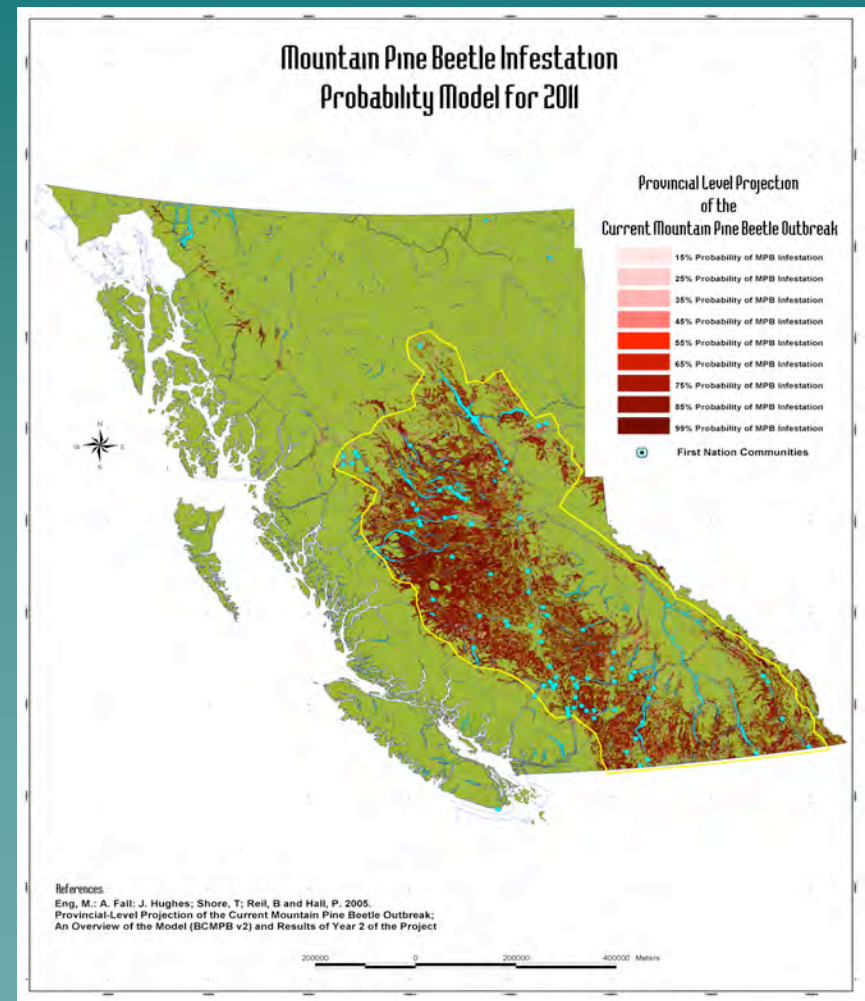 Mountain Pine Beetle Infestation
Probability Model for 2011
Provincial Level Projection
of the
Current Mountain Pine Beetle Outbreak
15% Probability of MPB Infestation
25% Probability of MPB Infestation
35% Probability of MPB Infestation
45% Probability of MPB Infestation
55% Probability of MPB Infestation
65% Probability of MPB Infestation
75% Probability of MPB Infestation
85% Probability of MPB Infestation
99% Probability of MPB Infestation
First Nation Communities
N
W E
S
References:
Eng, M.: A. Fall: J. Hughes; Shore, T; Reil, B and Hall, P. 2005.
Provincial-Level Projection of the Current Mountain Pine Beetle Outbreak;
An Overview of the Model (BCMPB v2) and Results of Year 2 of the Project
200000 0 200000 400000 Meters